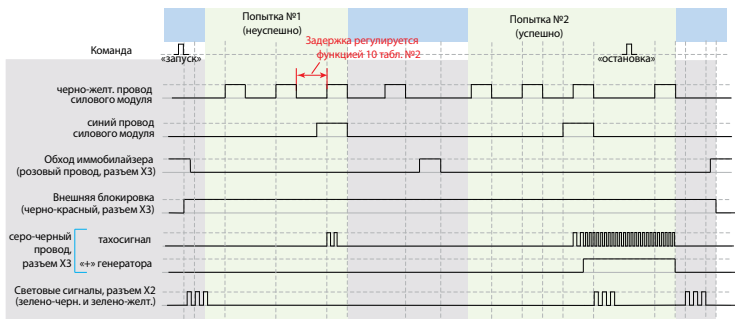 Попытка №1
(неуспешно)
Попытка №2
(успешно)
Задержка регулируется
функцией 10 табл. №2
Команда
«запуск»
«остановка»
черно-желт. провод
силового модуля
синий провод
силового модуля
Обход иммобилайзера
(розовый провод, разъем X3)
Внешняя блокировка
(черно-красный, разъем X3)
серо-черный
провод,
разъем X3
тахосигнал
«+» генератора
Световые сигналы, разъем X2
(зелено-черн. и зелено-желт.)